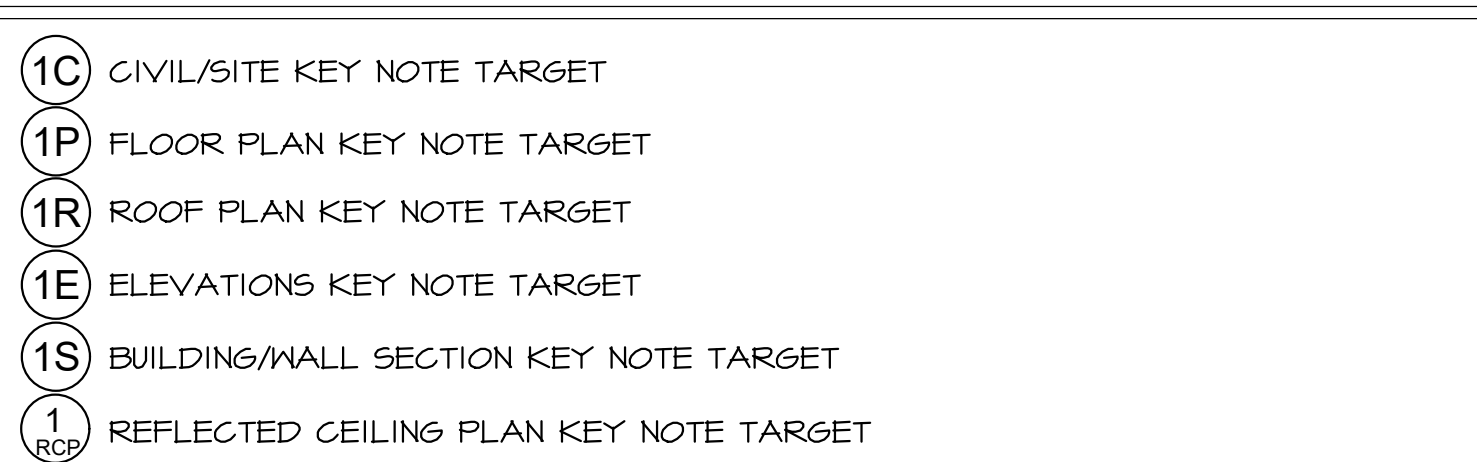 1C CIVIL/SITE KEY NOTE TARGET
1P FLOOR PLAN KEY NOTE TARGET
1R ROOF PLAN KEY NOTE TARGET
1E ELEVATIONS KEY NOTE TARGET
1S BUILDING/WALL SECTION KEY NOTE TARGET
1 RCP REFLECTED CEILING PLAN KEY NOTE TARGET